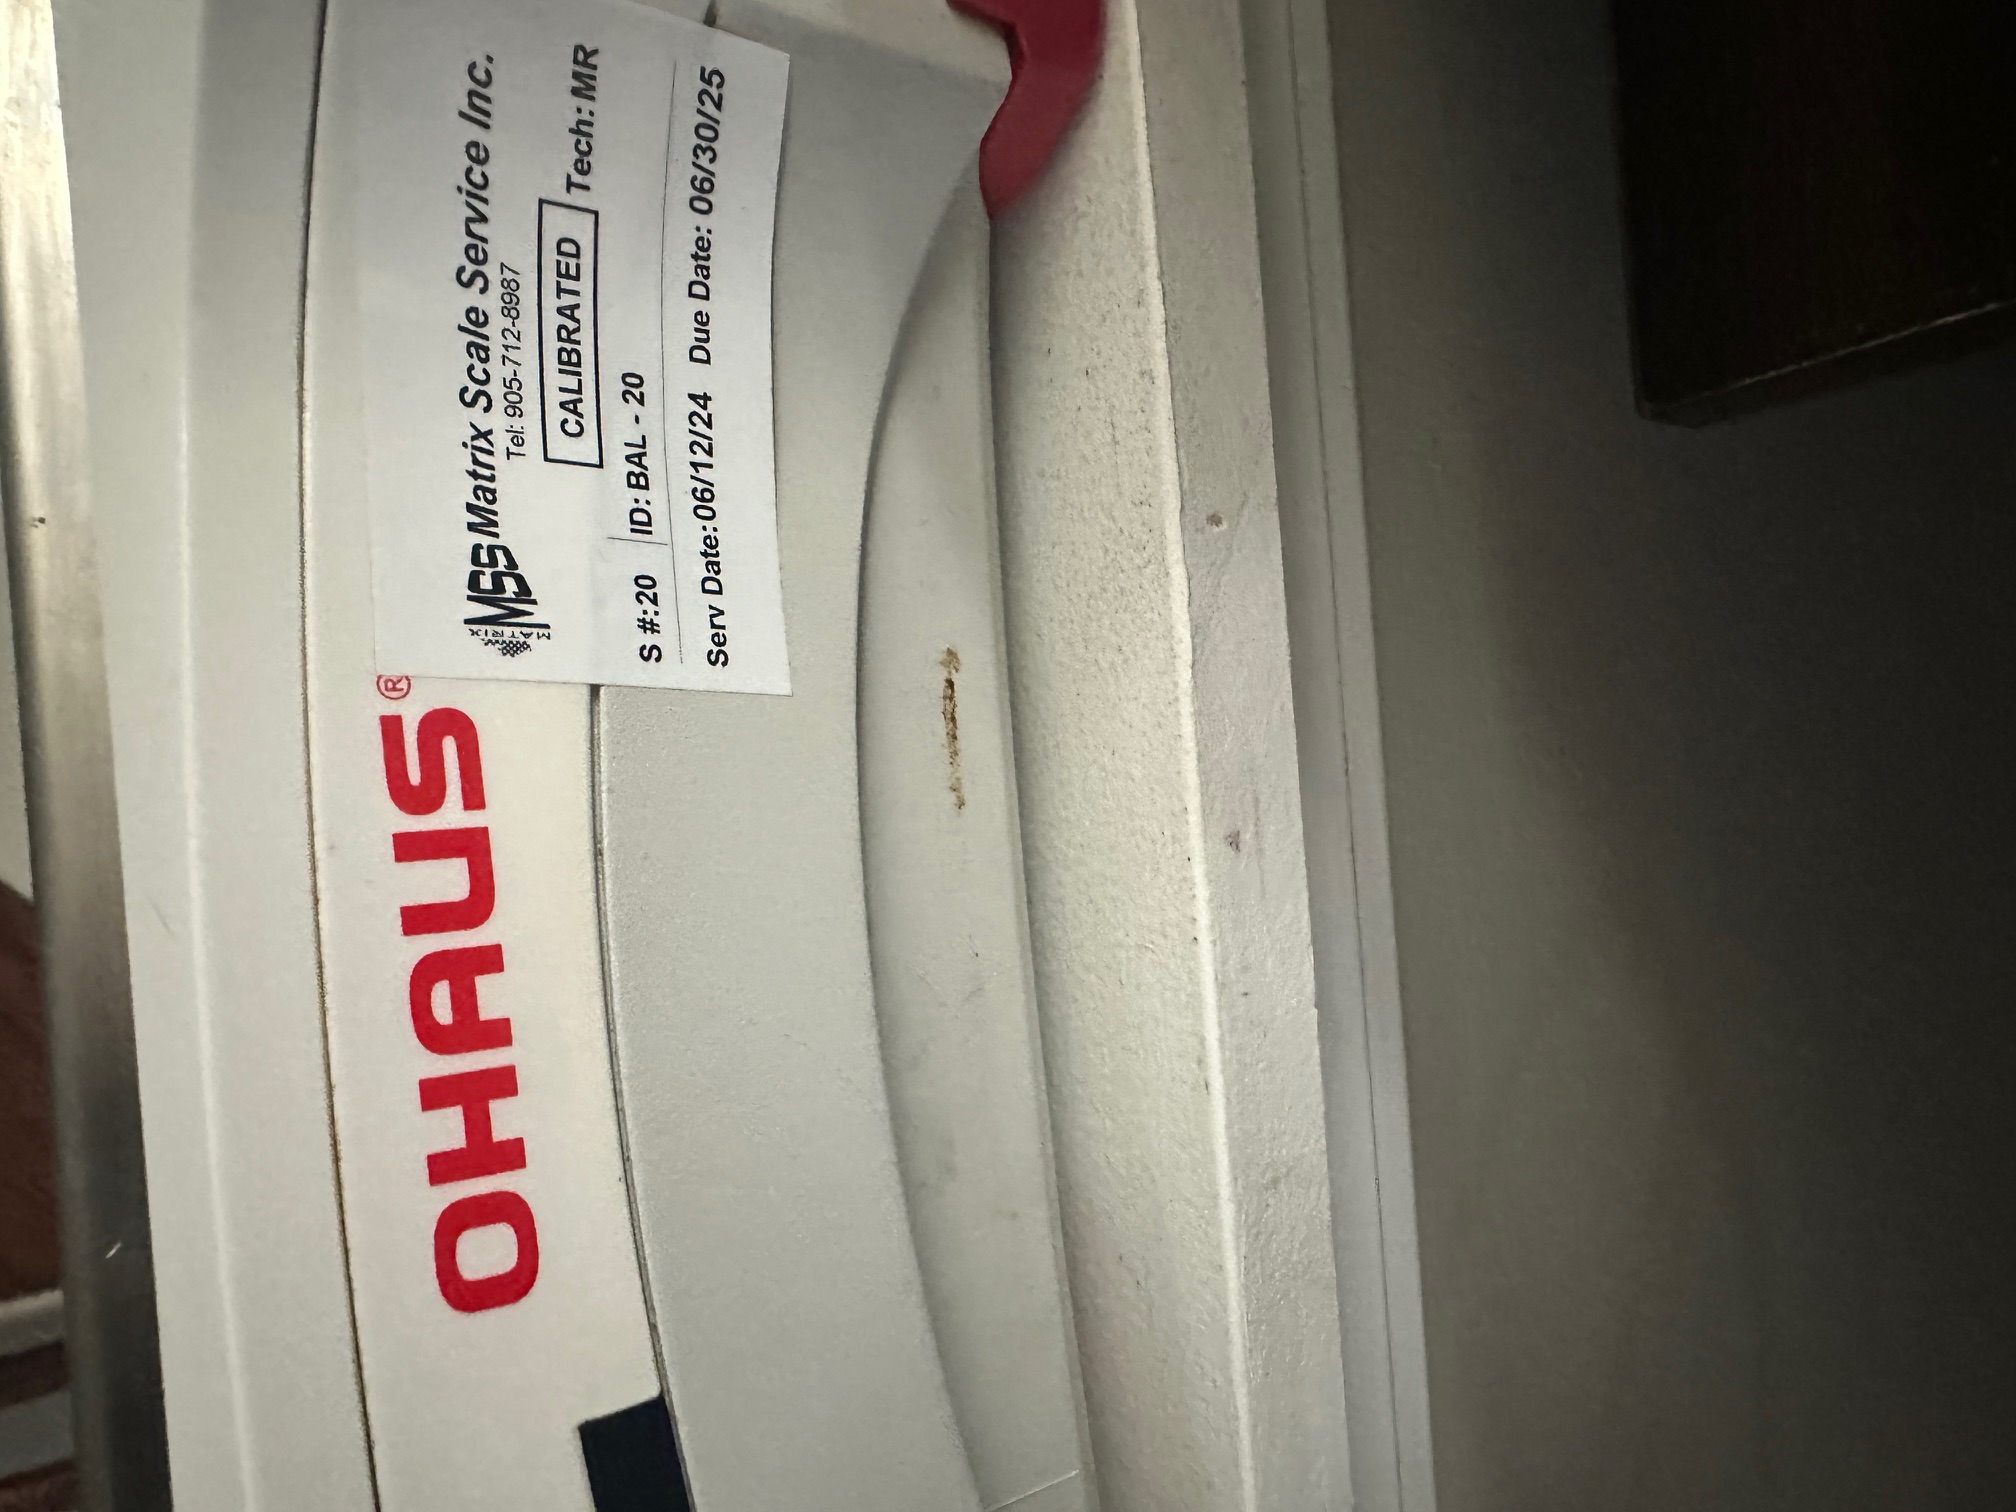 OHAUS®
MSS Matrix Scale Service Inc.
Tel: 905-712-8987
CALIBRATED Tech: MR
S #:20 ID: BAL - 20
Serv Date:06/12/24 Due Date: 06/30/25